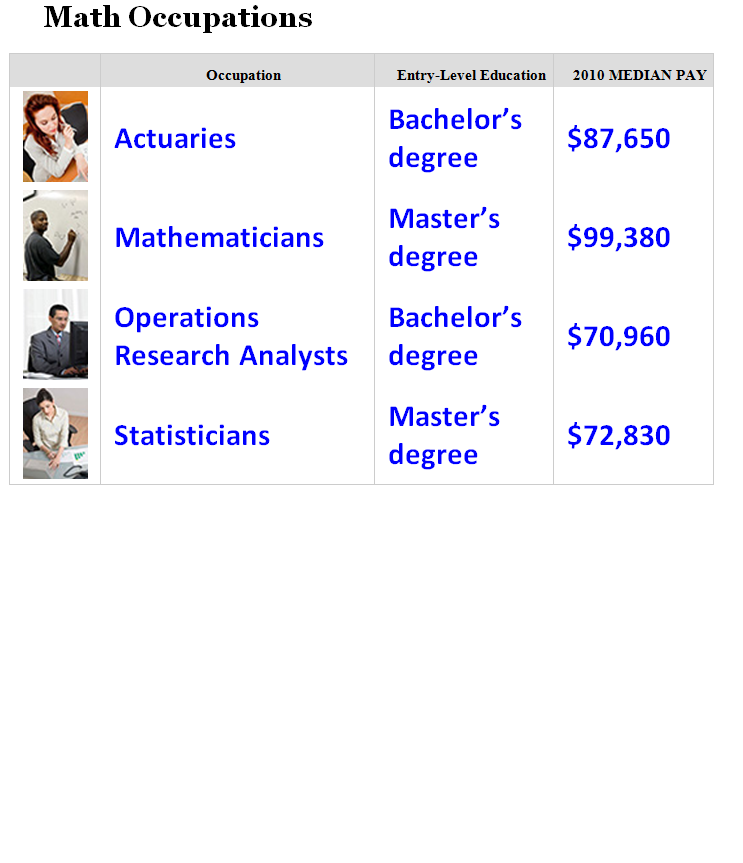 Math Occupations
Occupation Entry-Level Education 2010 MEDIAN PAY
Actuaries
Bachelor’s
degree
$87,650
Mathematicians
Master’s
degree
$99,380
Operations
Research Analysts
Bachelor’s
degree
$70,960
Statisticians
Master’s
degree
$72,830